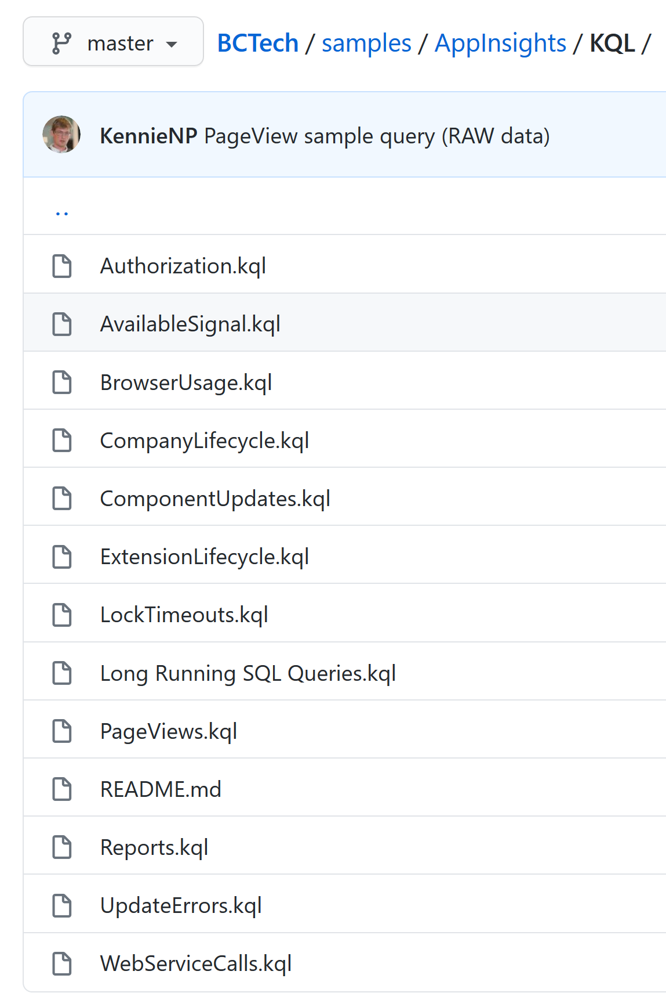 master BCTech / samples / AppInsights / KQL /
KennieNP PageView sample query (RAW data)
..
Authorization.kql
AvailableSignal.kql
BrowserUsage.kql
CompanyLifecycle.kql
ComponentUpdates.kql
ExtensionLifecycle.kql
LockTimeouts.kql
Long Running SQL Queries.kql
PageViews.kql
README.md
Reports.kql
UpdateErrors.kql
WebServiceCalls.kql